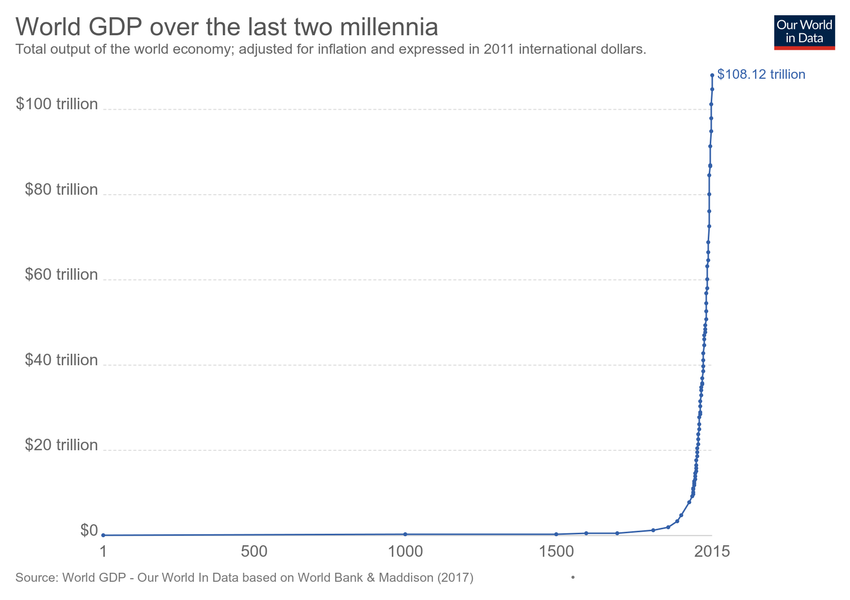 World GDP over the last two millennia
Total output of the world economy; adjusted for inflation and expressed in 2011 international dollars.
Our World
in Data
$108.12 trillion
$100 trillion
$80 trillion
$60 trillion
$40 trillion
$20 trillion
$0
1 500 1000 1500 2015
Source: World GDP - Our World In Data based on World Bank & Maddison (2017)